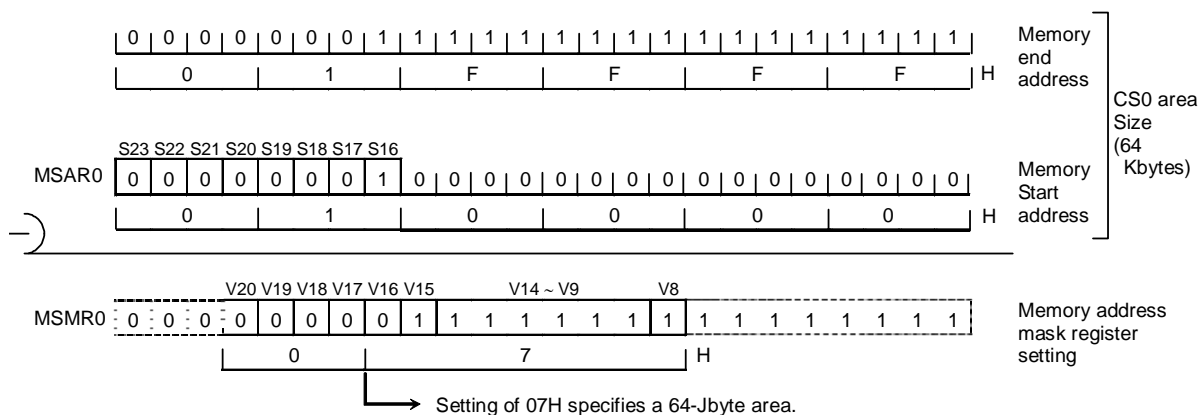 0 0 0 0 0 0 0 1 1 1 1 1 1 1 1 1 1 1 1 1 1 1 1 1
0 1 F F F F H
Memory
end
address
CS0 area
Size
(64
Kbytes)
S23 S22 S21 S20 S19 S18 S17 S16
MSAR0 0 0 0 0 0 0 0 1 0 0 0 0 0 0 0 0 0 0 0 0 0 0 0 0
0 1 0 0 0 0 H
Memory
Start
address
V20 V19 V18 V17 V16 V15 V14 ~ V9 V8
MSMR0 0 0 0 0 0 0 0 0 1 1 1 1 1 1 1 1 1 1 1 1 1 1 1 1
0 7 H
Memory address
mask register
setting
Setting of 07H specifies a 64-Jbyte area.